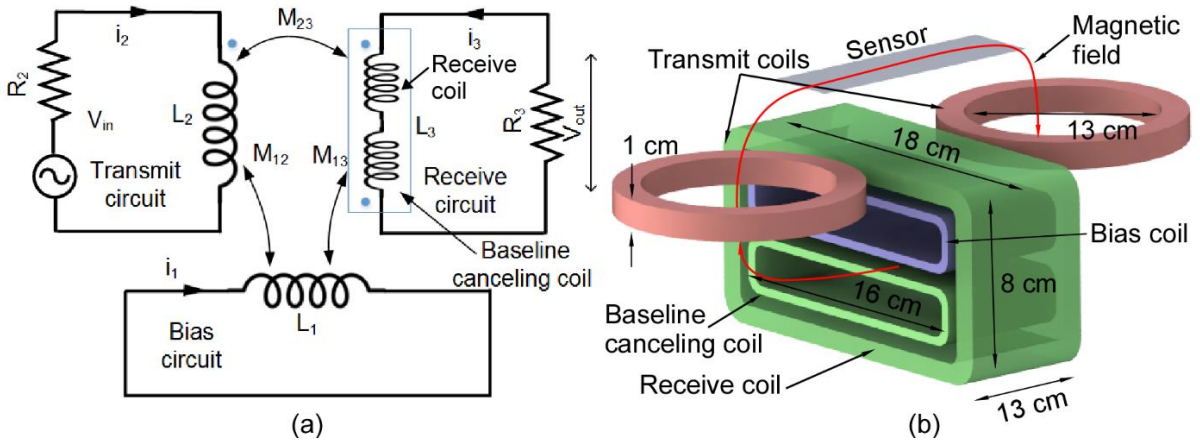 i₂
M₂₃
i₃
R₂
Vin
L₂
Receive
coil
L₃
R₃
Vout
Transmit
circuit
M₁₂
M₁₃
Receive
circuit
Baseline
canceling coil
i₁
L₁
Bias
circuit
(a)
Sensor
Magnetic
field
Transmit coils
13 cm
18 cm
1 cm
Bias coil
8 cm
16 cm
Baseline
canceling coil
Receive coil
13 cm
(b)